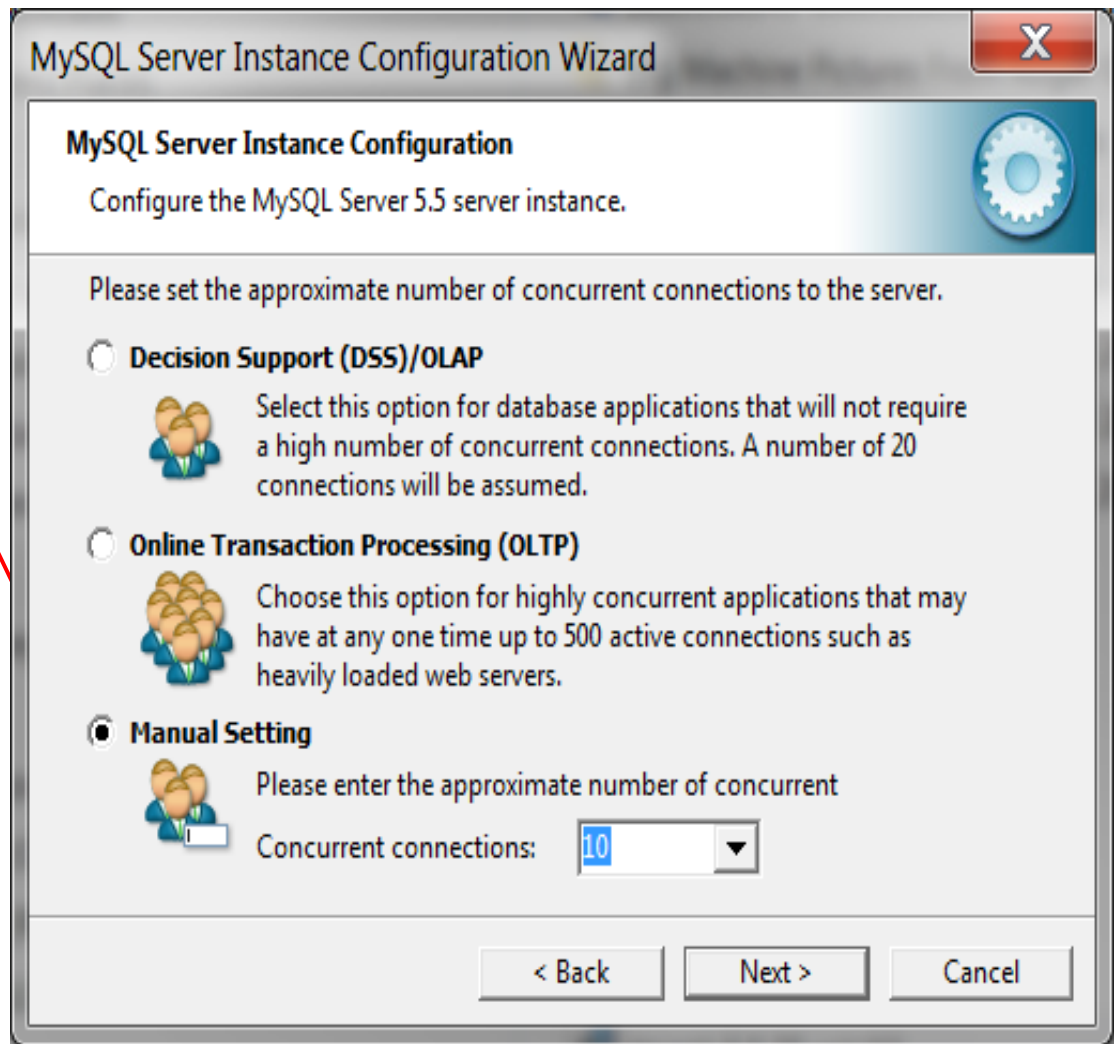 MySQL Server Instance Configuration Wizard
X
MySQL Server Instance Configuration
Configure the MySQL Server 5.5 server instance.
Please set the approximate number of concurrent connections to the server.
Decision Support (DSS)/OLAP
Select this option for database applications that will not require
a high number of concurrent connections. A number of 20
connections will be assumed.
Online Transaction Processing (OLTP)
Choose this option for highly concurrent applications that may
have at any one time up to 500 active connections such as
heavily loaded web servers.
Manual Setting
Please enter the approximate number of concurrent
Concurrent connections: 10
< Back Next > Cancel